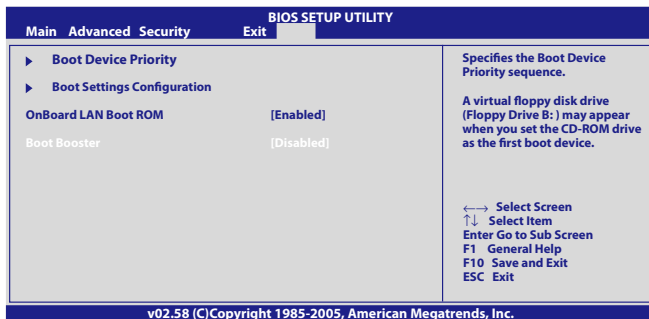 BIOS SETUP UTILITY
Main Advanced Security Exit
Boot Device Priority
Boot Settings Configuration
OnBoard LAN Boot ROM [Enabled]
Boot Booster [Disabled]
Specifies the Boot Device
Priority sequence.
A virtual floppy disk drive
(Floppy Drive B: ) may appear
when you set the CD-ROM drive
as the first boot device.
←→ Select Screen
↑↓ Select Item
Enter Go to Sub Screen
F1 General Help
F10 Save and Exit
ESC Exit
v02.58 (C)Copyright 1985-2005, American Megatrends, Inc.